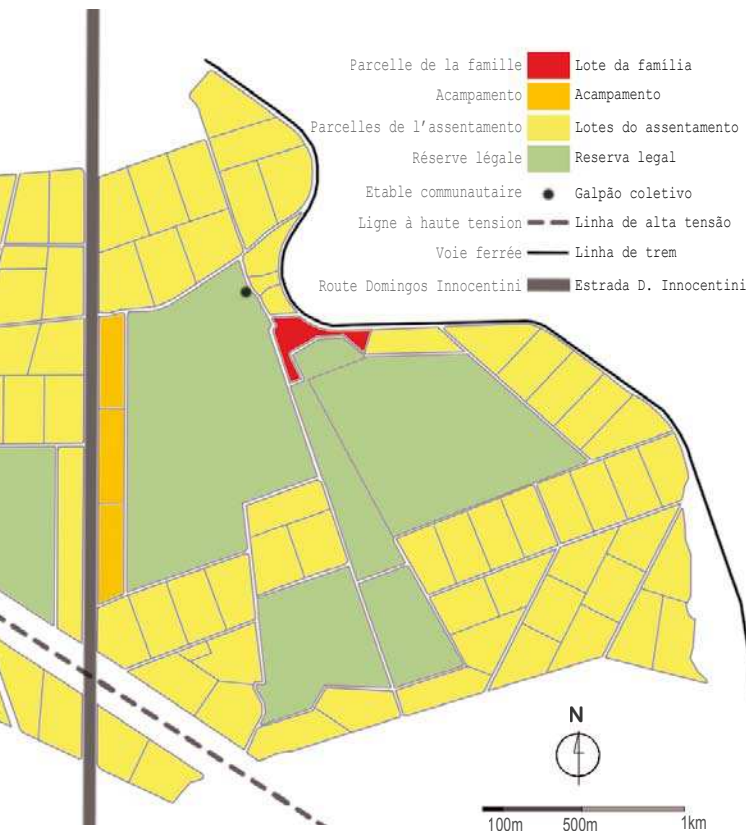 Parcelle de la famille Lote da família
Acampamento Acampamento
Parcelles de l'assentamento Lotes do assentamento
Réserve légale Reserva legal
Etable communautaire Galpão coletivo
Ligne à haute tension Linha de alta tensão
Voie ferrée Linha de trem
Route Domingos Innocentini Estrada D. Innocentini
N
100m 500m 1km